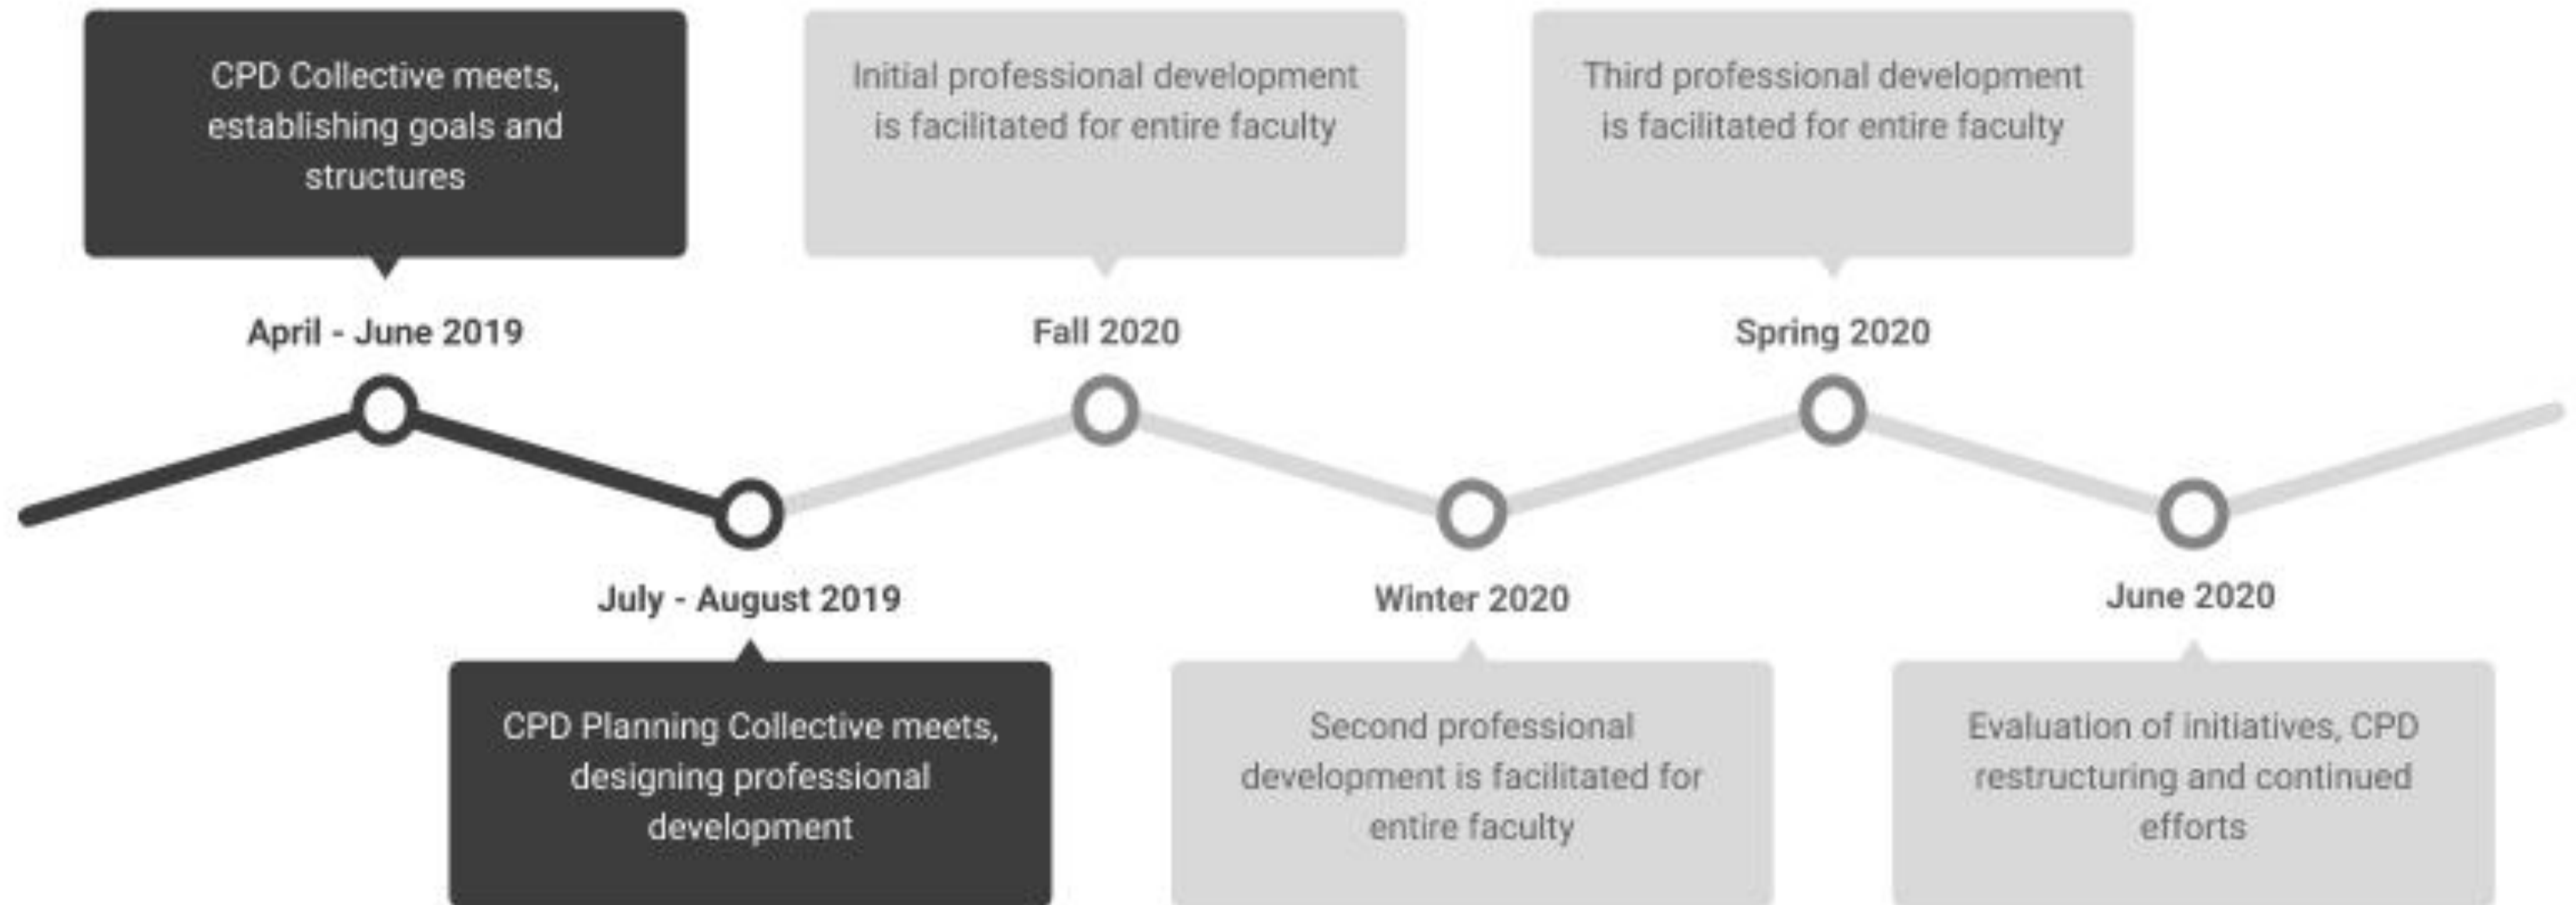 CPD Collective meets,
establishing goals and
structures
April - June 2019
Initial professional development
is facilitated for entire faculty
Fall 2020
Third professional development
is facilitated for entire faculty
Spring 2020
July - August 2019
CPD Planning Collective meets,
designing professional
development
Winter 2020
Second professional
development is facilitated for
entire faculty
June 2020
Evaluation of initiatives, CPD
restructuring and continued
efforts